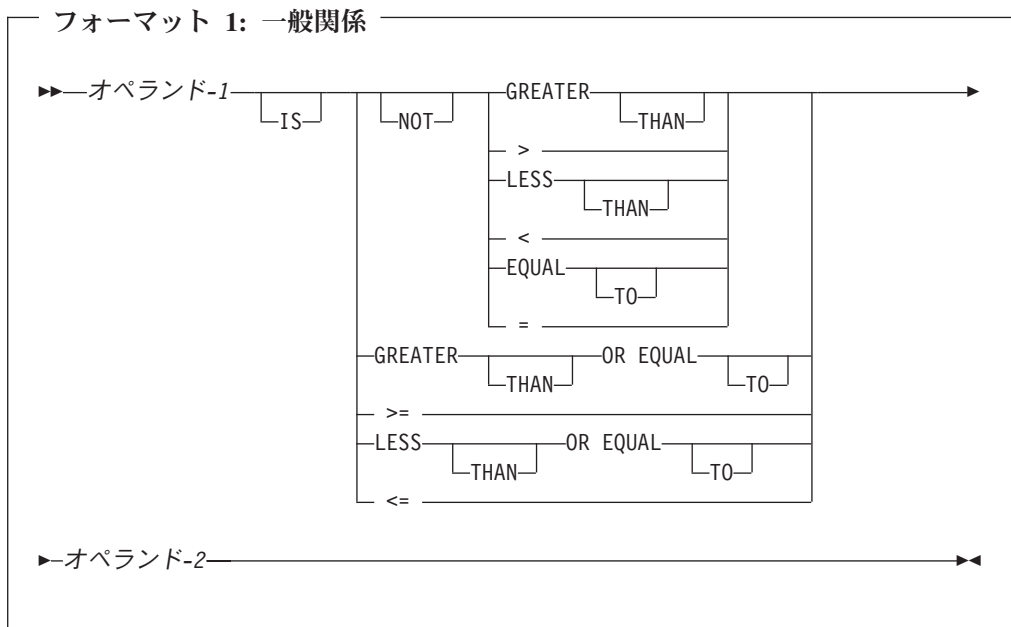 フォーマット 1: 一般関係
オペランド-1
GREATER
IS
NOT
THAN
>
LESS
THAN
<
EQUAL
TO
=
GREATER
OR EQUAL
THAN
TO
>=
LESS
OR EQUAL
THAN
TO
<=
オペランド-2